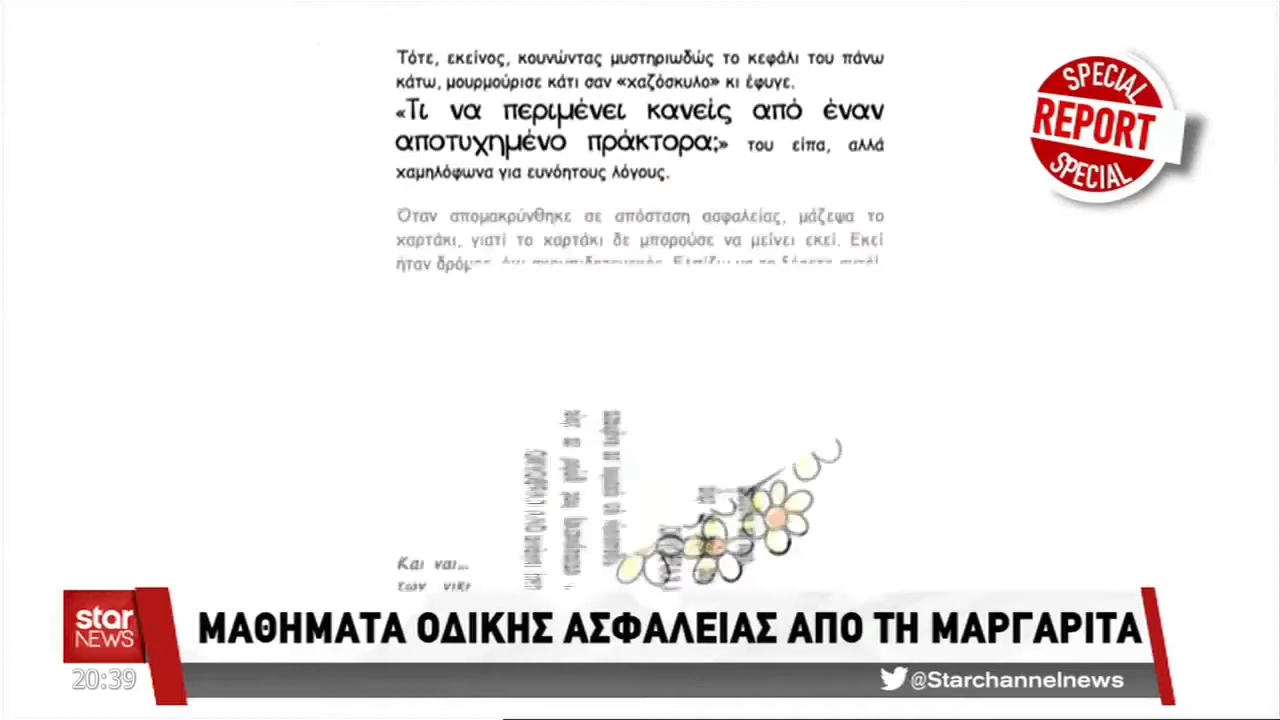 Τότε, εκείνος, κουνώντας μυστηριωδώς το κεφάλι του πάνω
κάτω, μουρμούρισε κάτι σαν «χαζόσκυλο» κι έφυγε.
«Τι να περιμένει κανείς από έναν
αποτυχημένο πράκτορα;» του είπα, αλλά
χαμηλόφωνα για ευνόητους λόγους.
Όταν απομακρύνθηκε σε απόσταση ασφαλείας, μάζεψα το
χαρτάκι, γιατί το χαρτάκι δε μπορούσε να μείνει εκεί. Εκεί
ήταν
SPECIAL
REPORT
SPECIAL
Και ναι...
star
NEWS
ΜΑΘΗΜΑΤΑ ΟΔΙΚΗΣ ΑΣΦΑΛΕΙΑΣ ΑΠΟ ΤΗ ΜΑΡΓΑΡΙΤΑ
20:39
@Starchannelnews